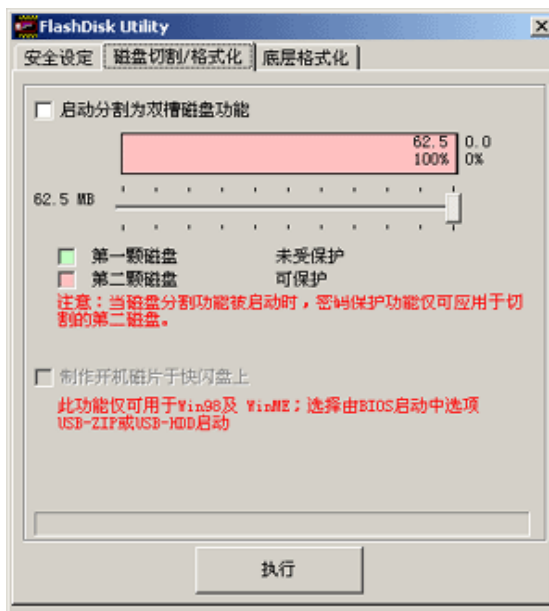 FlashDisk Utility
安全设定 磁盘切割/格式化 底层格式化
启动分割为双槽磁盘功能
62.5 0.0
100% 0%
62.5 MB
第一颗磁盘 未受保护
第二颗磁盘 可保护
注意：当磁盘分割功能被启动时，密码保护功能仅可应用于切
割的第二磁盘。
制作开机磁片于快闪盘上
此功能仅可用于Win98及 WinME；选择由BIOS启动中选项
USB-ZIP或USB-HDD启动
执行